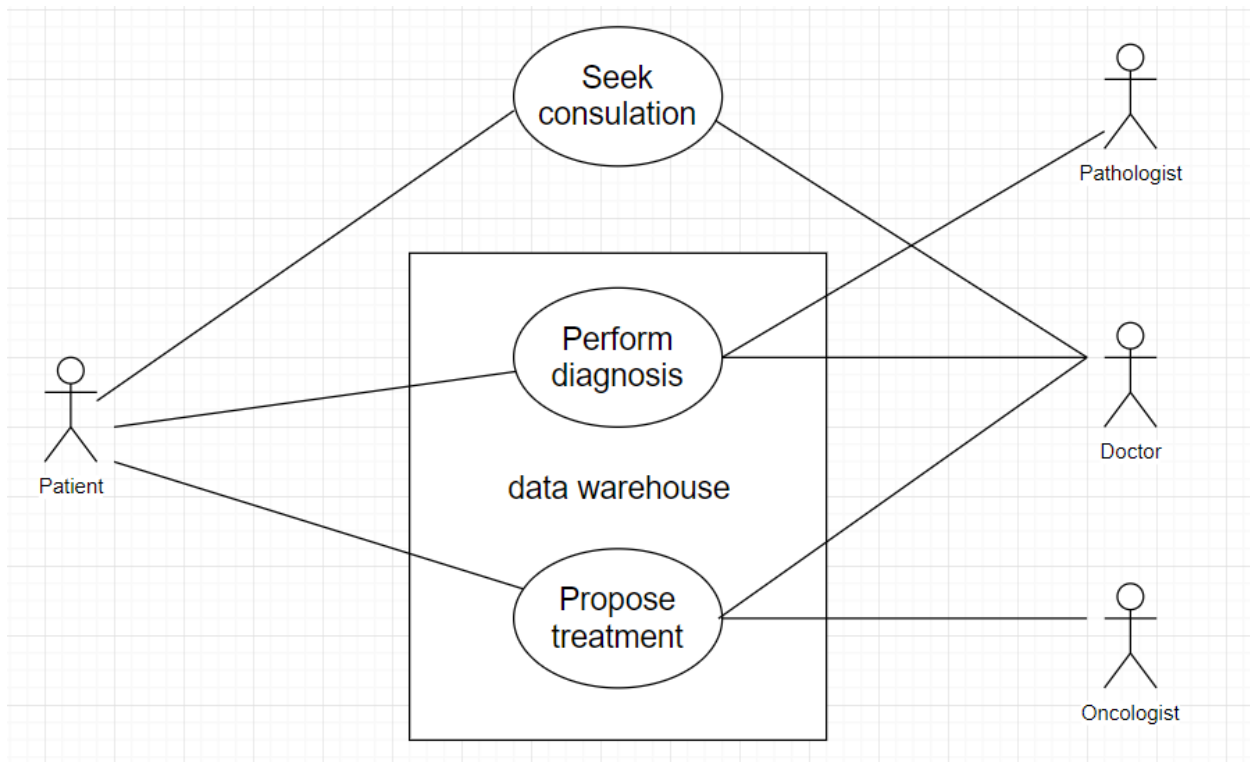 Seek
consulation
Pathologist
Perform
diagnosis
Doctor
Patient
data warehouse
Propose
treatment
Oncologist